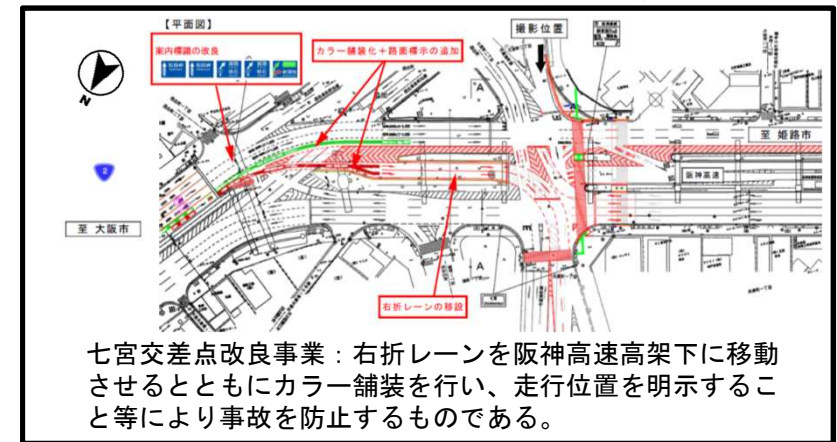 【平面図】
撮影位置
案内標識の改良
カラー舗装化+路面標示の追加
N
A
至 姫路市
2
阪神高速
至 大阪市
A
右折レーンの移設
七宮交差点改良事業：右折レーンを阪神高速高架下に移動
させるとともにカラー舗装を行い、走行位置を明示するこ
と等により事故を防止するものである。